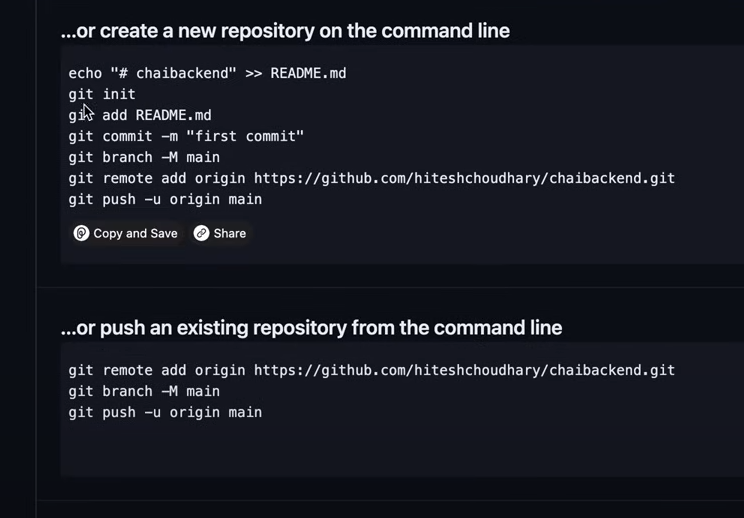 ...or create a new repository on the command line
echo "# chaibackend" >> README.md
git init
git add README.md
git commit -m "first commit"
git branch -M main
git remote add origin https://github.com/hiteshchoudhary/chaibackend.git
git push -u origin main
Copy and Save Share
...or push an existing repository from the command line
git remote add origin https://github.com/hiteshchoudhary/chaibackend.git
git branch -M main
git push -u origin main